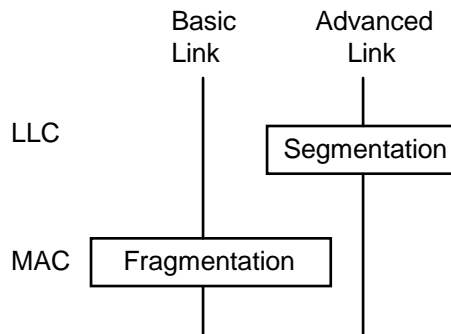 Basic
Link
Advanced
Link
LLC
Segmentation
MAC
Fragmentation